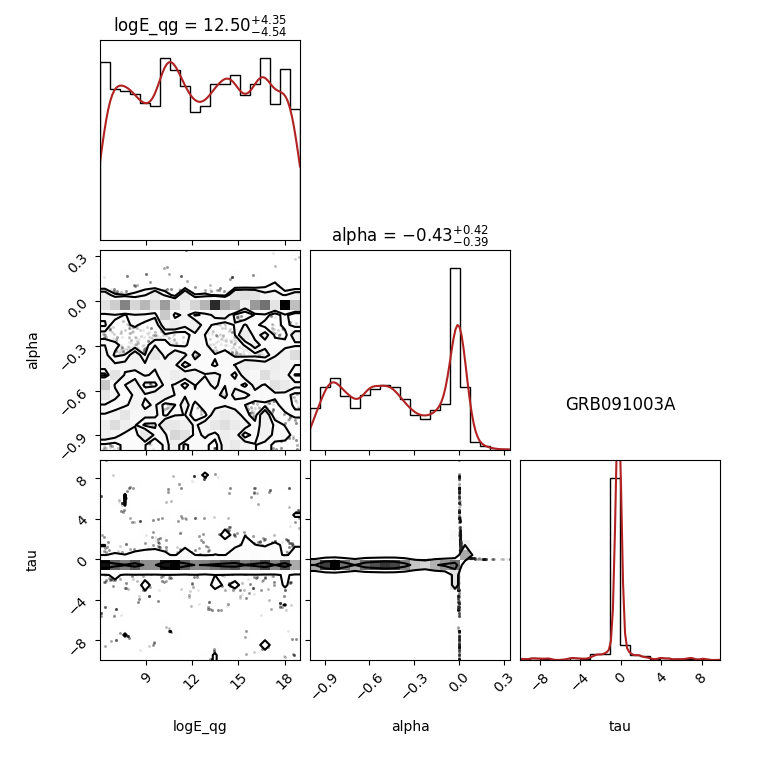 logE_qg = 12.50 +4.35 −4.54
alpha = −0.43 +0.42 −0.39
0.3
0.0
−0.3
−0.6
−0.9
alpha
GRB091003A
8
4
0
−4
−8
tau
9 12 15 18
−0.9 −0.6 −0.3 0.0 0.3
−8 −4 0 4 8
logE_qg alpha tau